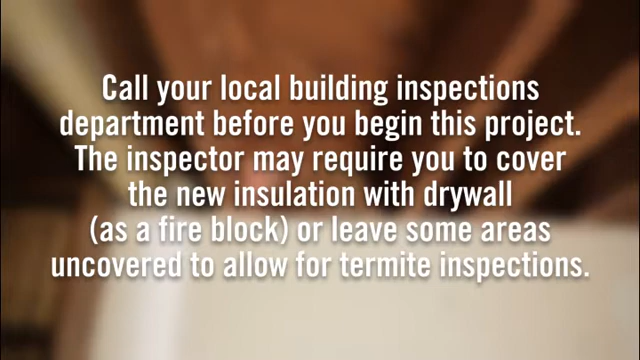 Call your local building inspections
department before you begin this project.
The inspector may require you to cover
the new insulation with drywall
(as a fire block) or leave some areas
uncovered to allow for termite inspections.